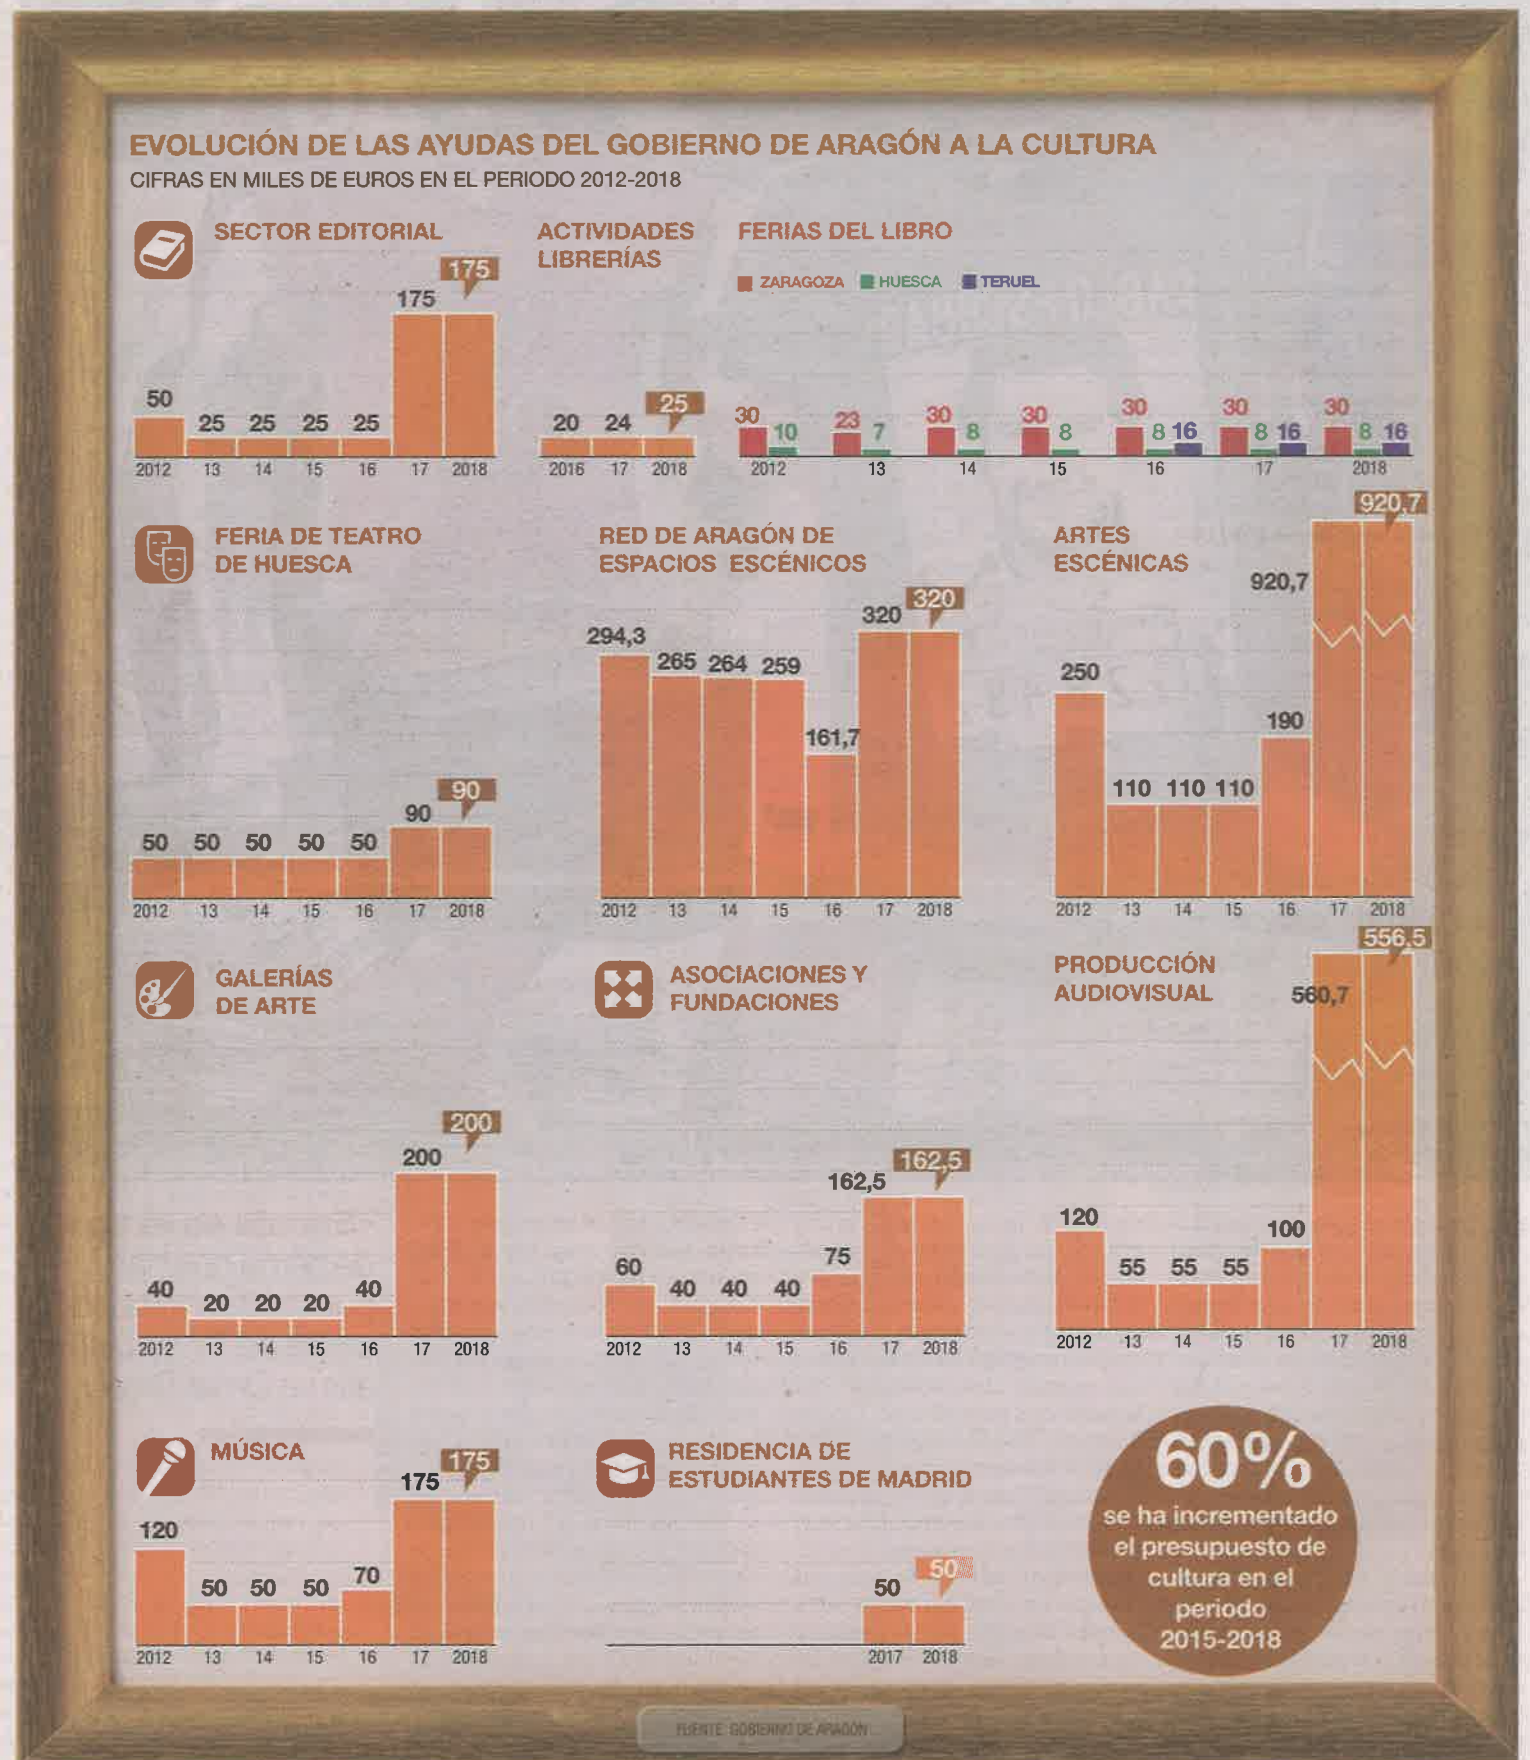 EVOLUCIÓN DE LAS AYUDAS DEL GOBIERNO DE ARAGÓN A LA CULTURA
CIFRAS EN MILES DE EUROS EN EL PERIODO 2012-2018
SECTOR EDITORIAL
175
175
50
25 25 25 25
2012 13 14 15 16 17 2018
ACTIVIDADES
LIBRERÍAS
25
20 24
2016 17 2018
FERIAS DEL LIBRO
ZARAGOZA HUESCA TERUEL
30 10 23 7 30 8 30 8 30 8 16 30 8 16 30 8 16
2012 13 14 15 16 17 2018
FERIA DE TEATRO
DE HUESCA
90
90
50 50 50 50 50
2012 13 14 15 16 17 2018
RED DE ARAGÓN DE
ESPACIOS ESCÉNICOS
320
320
294,3
265 264 259
161,7
2012 13 14 15 16 17 2018
ARTES
ESCÉNICAS
920,7
920,7
250
190
110 110 110
2012 13 14 15 16 17 2018
GALERÍAS
DE ARTE
200
200
40 20 20 20 40
2012 13 14 15 16 17 2018
ASOCIACIONES Y
FUNDACIONES
162,5
162,5
75
60
40 40 40
2012 13 14 15 16 17 2018
PRODUCCIÓN
AUDIOVISUAL
556,5
560,7
120
100
55 55 55
2012 13 14 15 16 17 2018
MÚSICA
175
175
120
70
50 50 50
2012 13 14 15 16 17 2018
RESIDENCIA DE
ESTUDIANTES DE MADRID
50
50
2017 2018
60%
se ha incrementado
el presupuesto de
cultura en el
periodo
2015-2018
FUENTE: GOBIERNO DE ARAGÓN